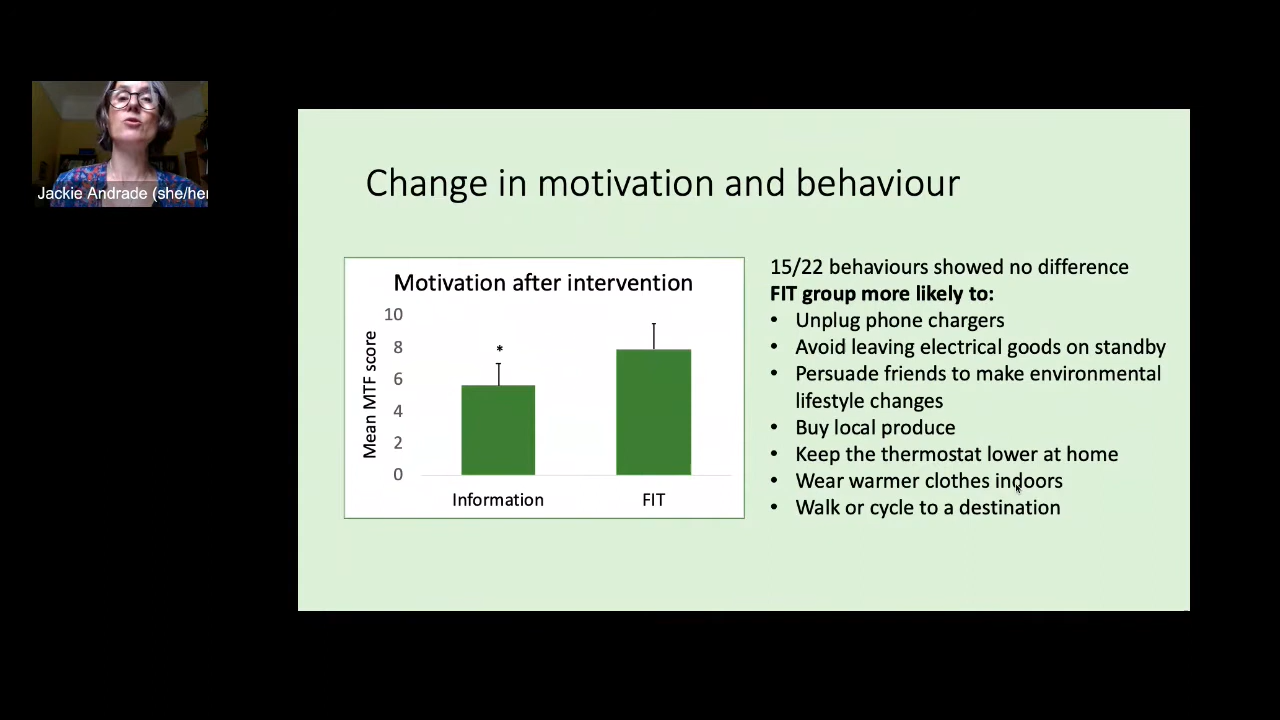 Jackie Andrade (she/her
Change in motivation and behaviour
Motivation after intervention
Mean MTF score
10
8
6
4
2
0
*
Information FIT
15/22 behaviours showed no difference
FIT group more likely to:
• Unplug phone chargers
• Avoid leaving electrical goods on standby
• Persuade friends to make environmental
lifestyle changes
• Buy local produce
• Keep the thermostat lower at home
• Wear warmer clothes indoors
• Walk or cycle to a destination